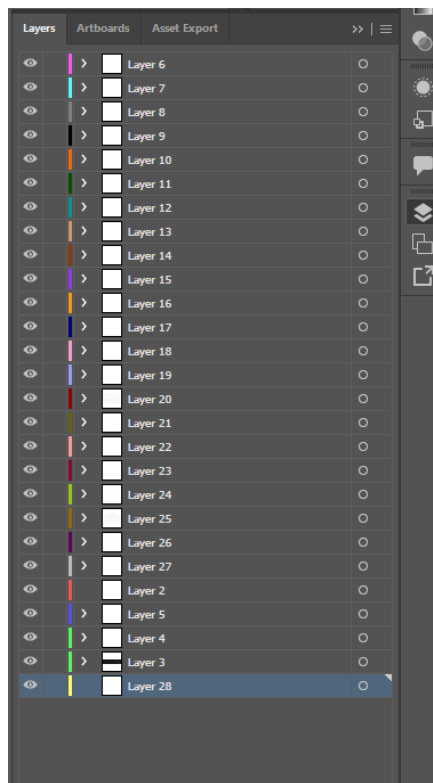 Layers Artboards Asset Export
Layer 6
Layer 7
Layer 8
Layer 9
Layer 10
Layer 11
Layer 12
Layer 13
Layer 14
Layer 15
Layer 16
Layer 17
Layer 18
Layer 19
Layer 20
Layer 21
Layer 22
Layer 23
Layer 24
Layer 25
Layer 26
Layer 27
Layer 2
Layer 5
Layer 4
Layer 3
Layer 28